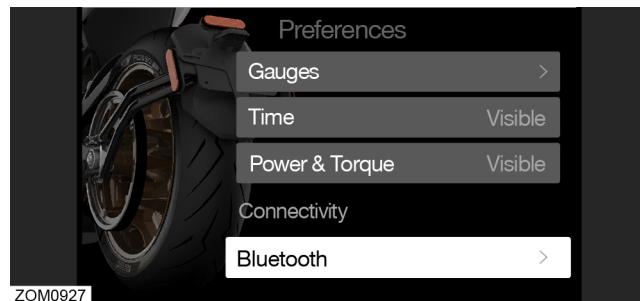 Preferences
Gauges >
Time Visible
Power & Torque Visible
Connectivity
Bluetooth >
ZOM0927